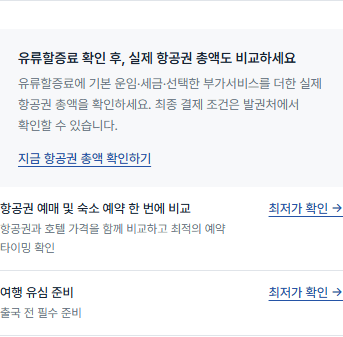 유류할증료 확인 후, 실제 항공권 총액도 비교하세요
유류할증료에 기본 운임·세금·선택한 부가서비스를 더한 실제
항공권 총액을 확인하세요. 최종 결제 조건은 발권처에서
확인할 수 있습니다.
지금 항공권 총액 확인하기
항공권 예매 및 숙소 예약 한 번에 비교
최저가 확인 →
항공권과 호텔 가격을 함께 비교하고 최적의 예약
타이밍 확인
여행 유심 준비
최저가 확인 →
출국 전 필수 준비